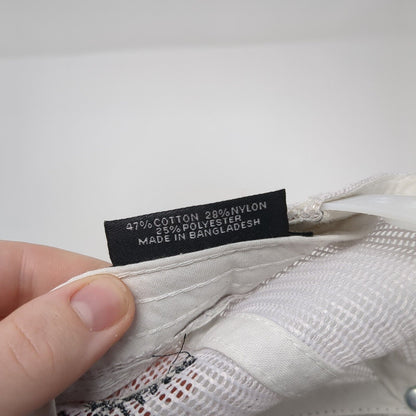 47% COTTON 28% NYLON
25% POLYESTER
MADE IN BANGLADESH